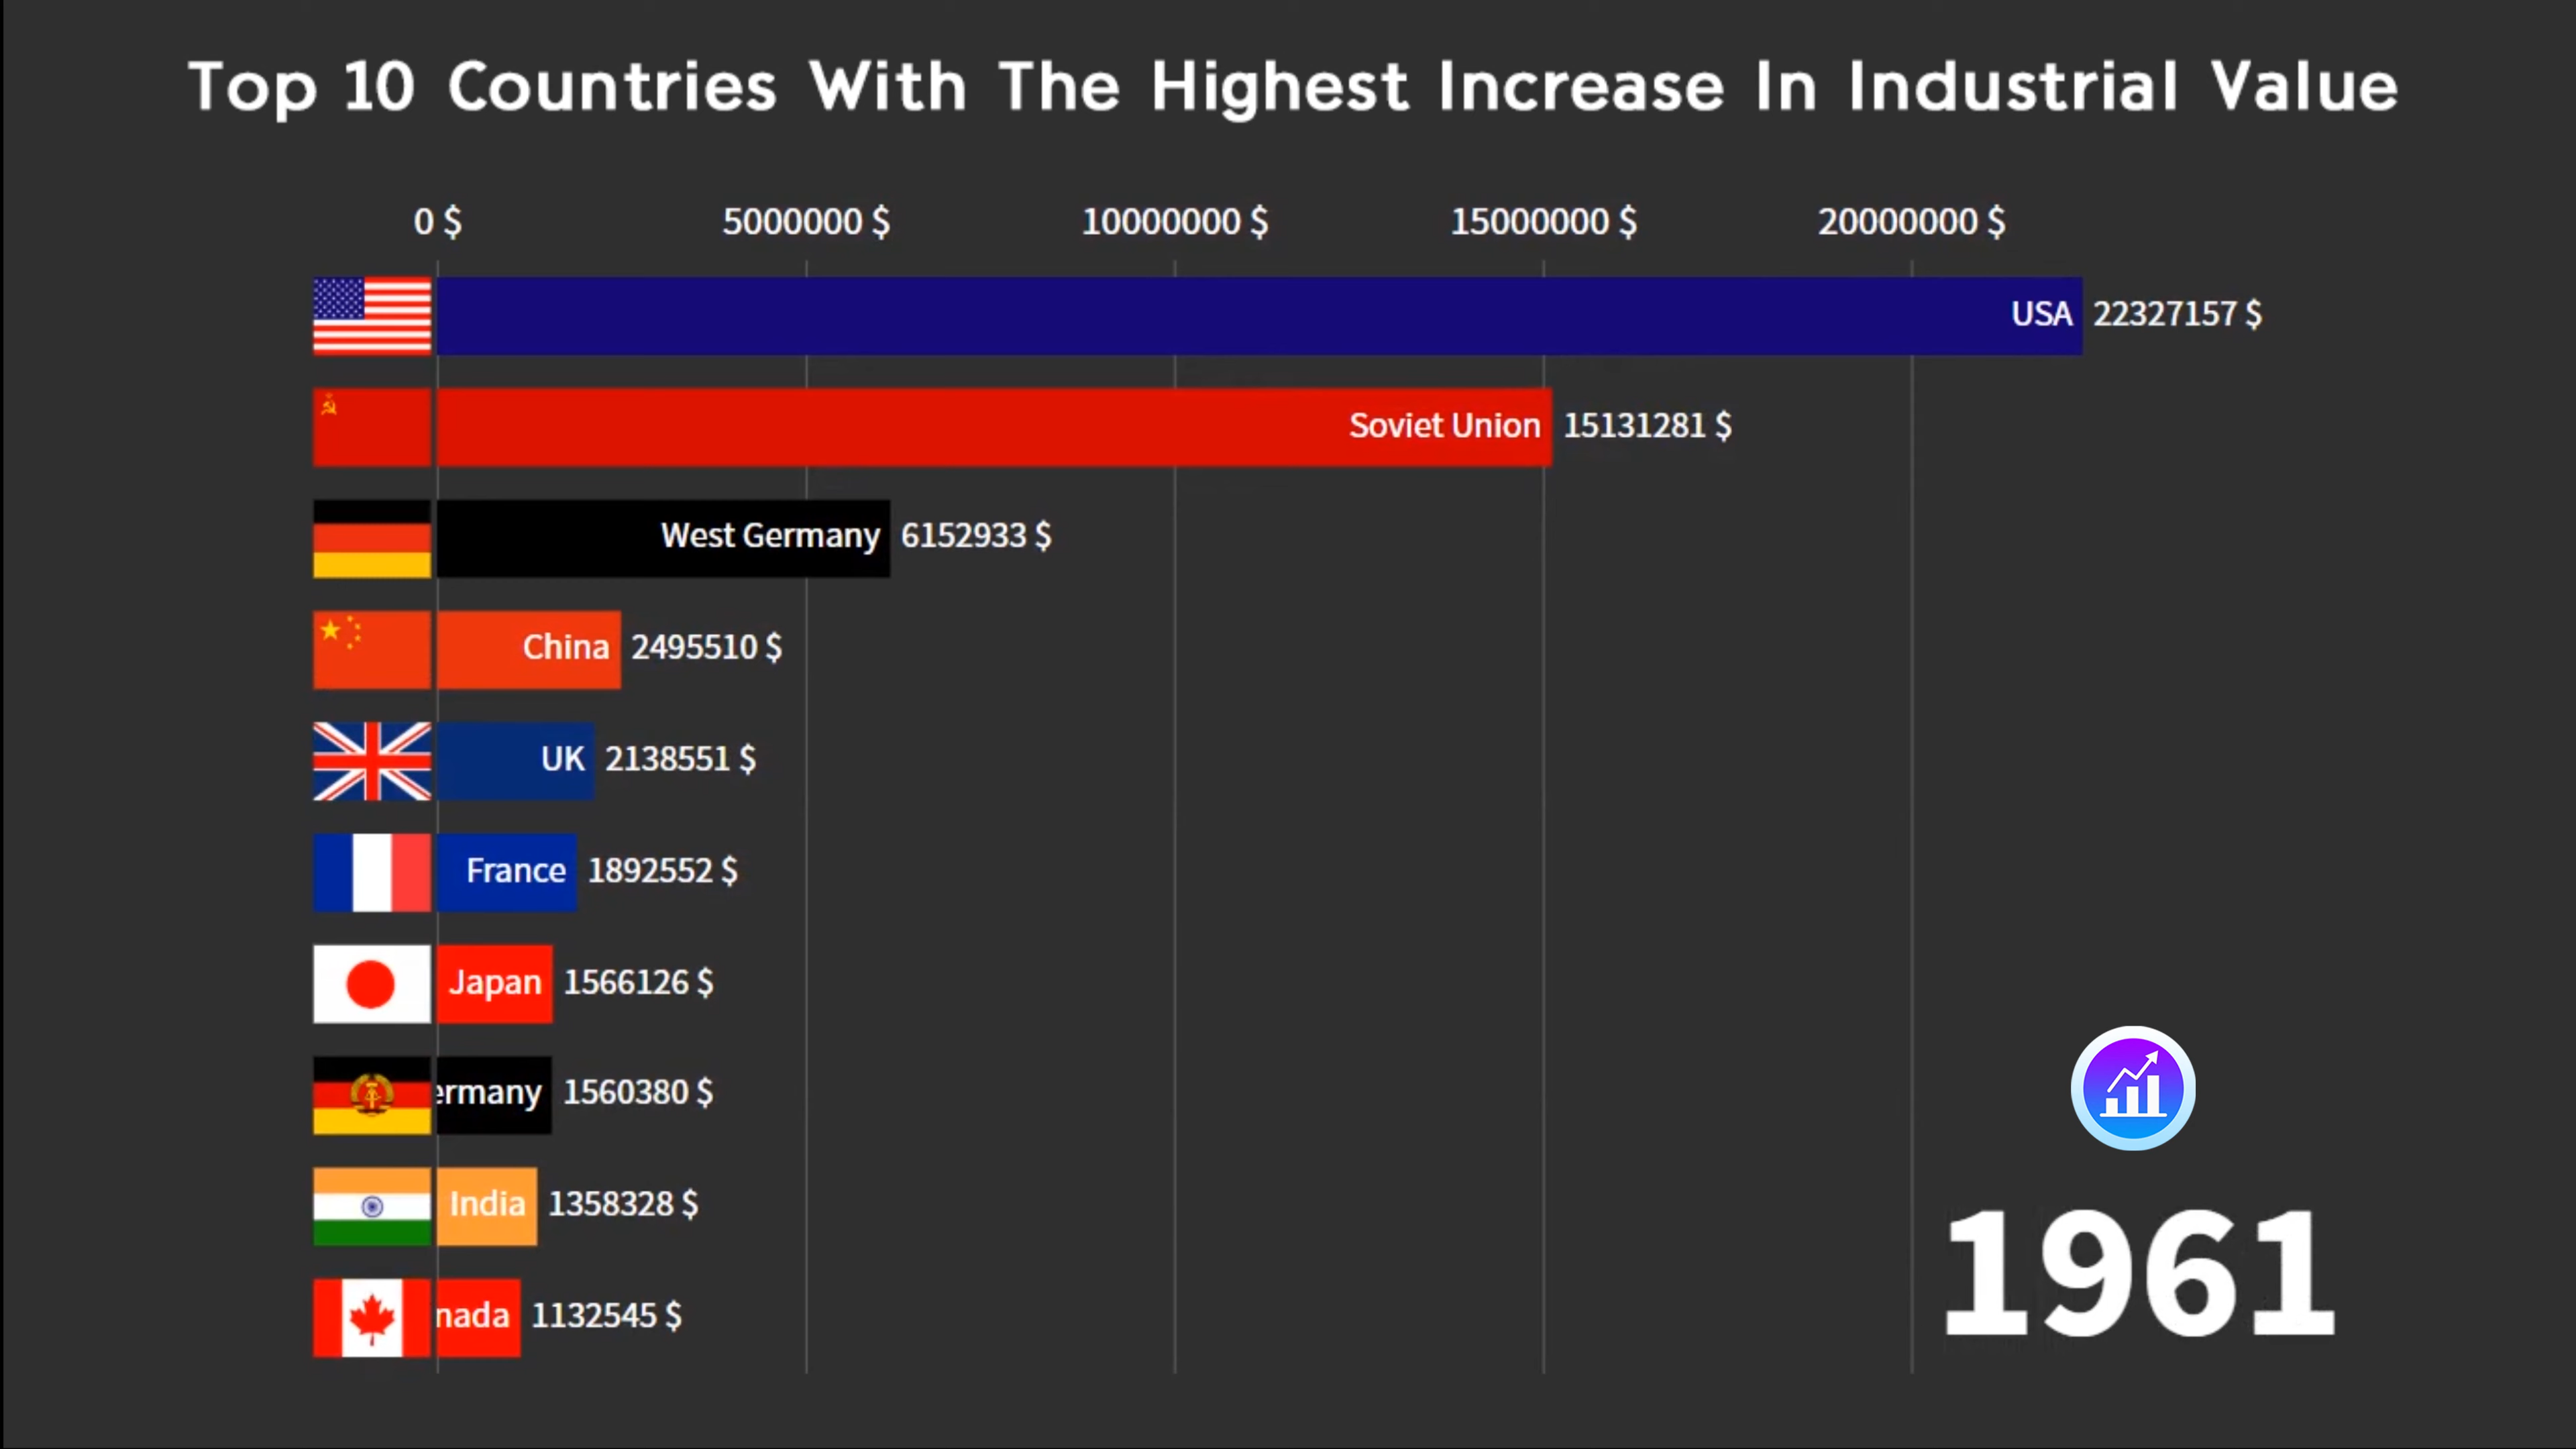 Top 10 Countries With The Highest Increase In Industrial Value
0 $ 5000000 $ 10000000 $ 15000000 $ 20000000 $
USA 22327157 $
Soviet Union 15131281 $
West Germany 6152933 $
China 2495510 $
UK 2138551 $
France 1892552 $
Japan 1566126 $
ermany 1560380 $
India 1358328 $
nada 1132545 $
1961